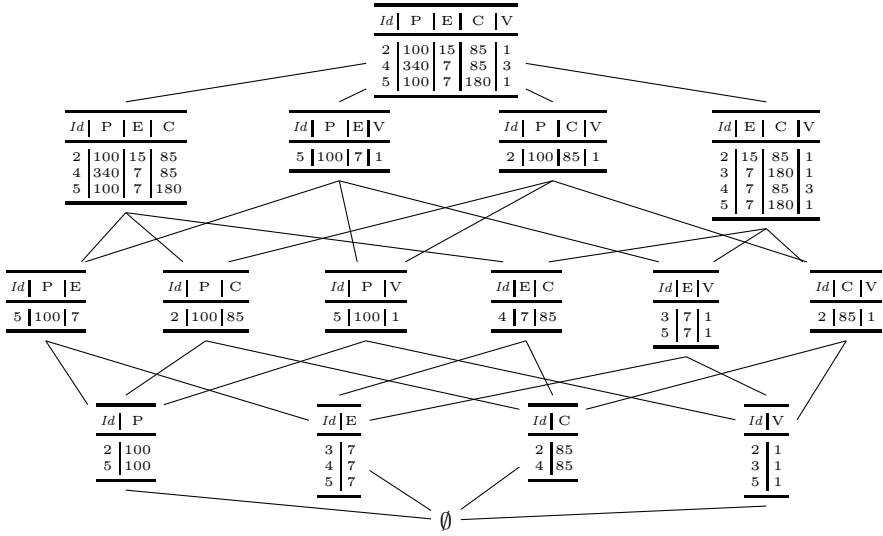 Id P E C V
2 100 15 85 1
4 340 7 85 3
5 100 7 180 1
Id P E C
2 100 15 85
4 340 7 85
5 100 7 180
Id P E V
5 100 7 1
Id P C V
2 100 85 1
Id E C V
2 15 85 1
3 7 180 1
4 7 85 3
5 7 180 1
Id P E
5 100 7
Id P C
2 100 85
Id P V
5 100 1
Id E C
4 7 85
Id E V
3 7 1
5 7 1
Id C V
2 85 1
Id P
2 100
5 100
Id E
3 7
4 7
5 7
Id C
2 85
4 85
Id V
2 1
3 1
5 1
∅